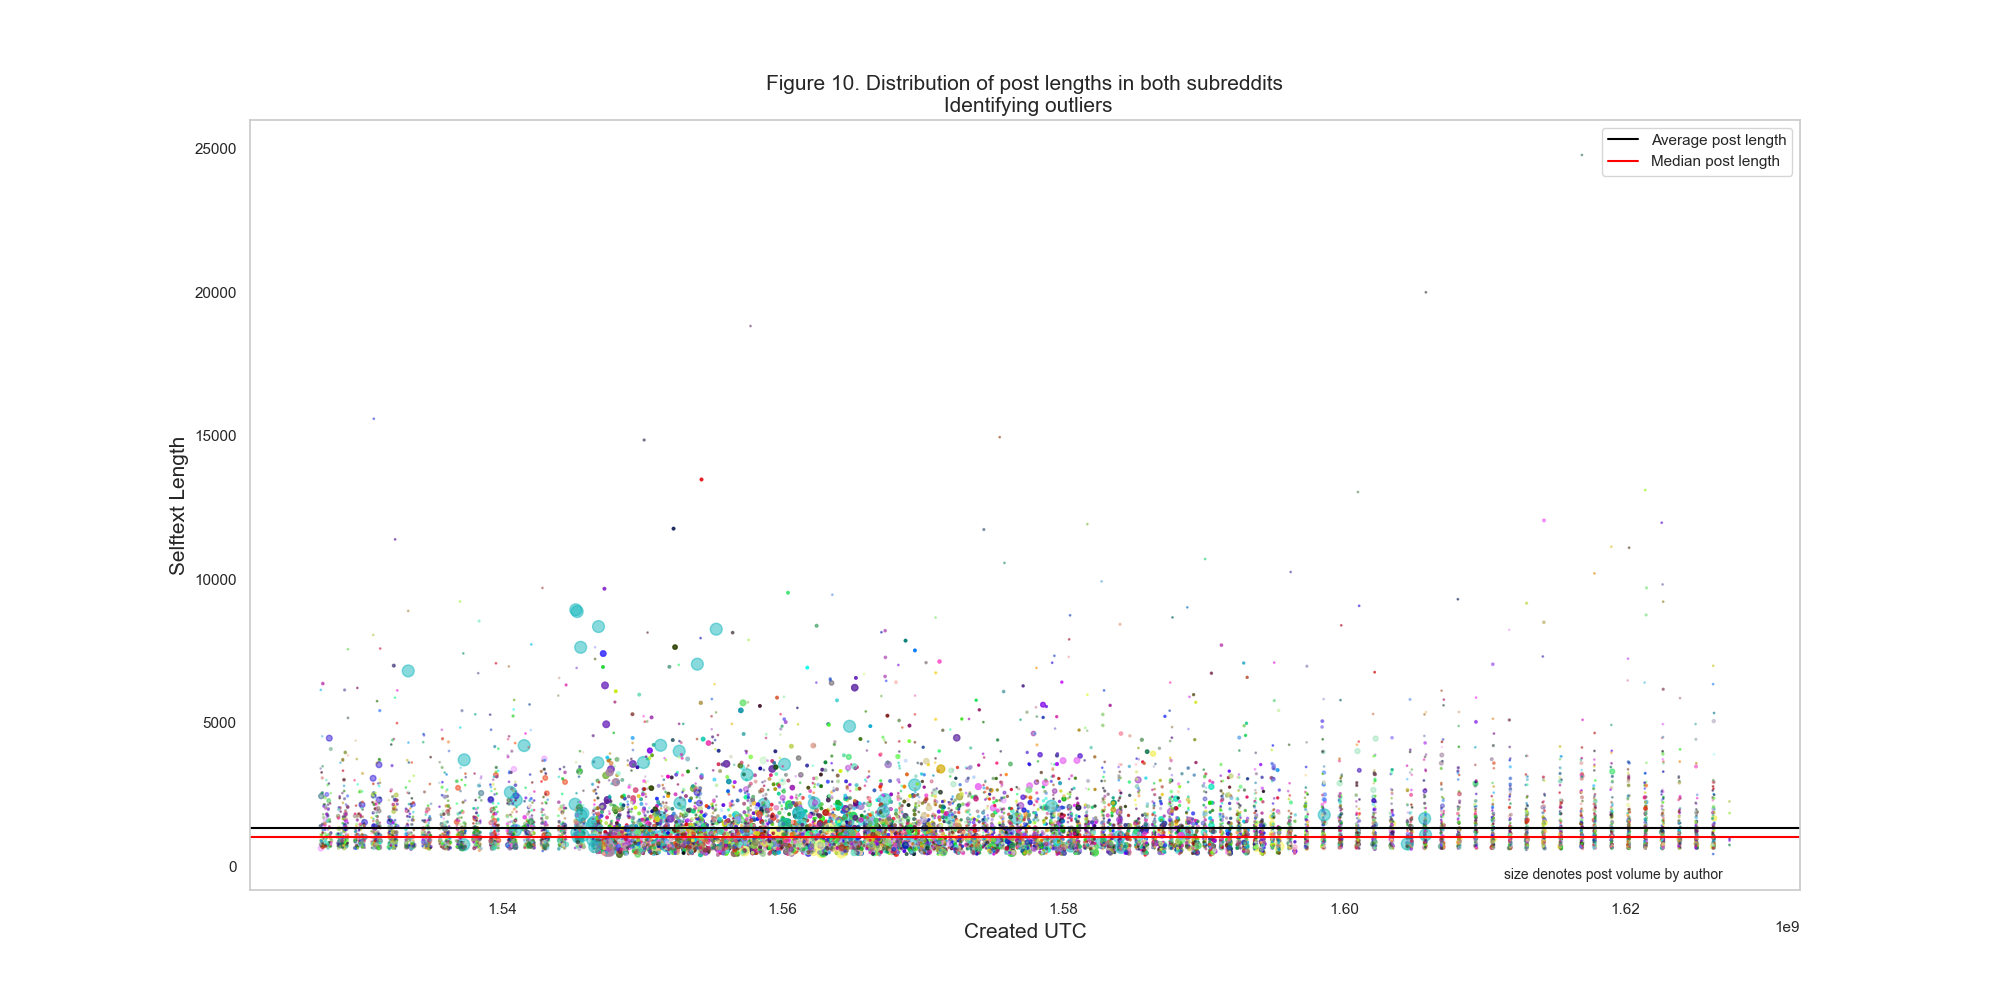 Figure 10. Distribution of post lengths in both subreddits
Identifying outliers
Average post length
Median post length
25000
20000
15000
10000
5000
0
Selftext Length
size denotes post volume by author
1.54
1.56
1.58
1.60
1.62
1e9
Created UTC